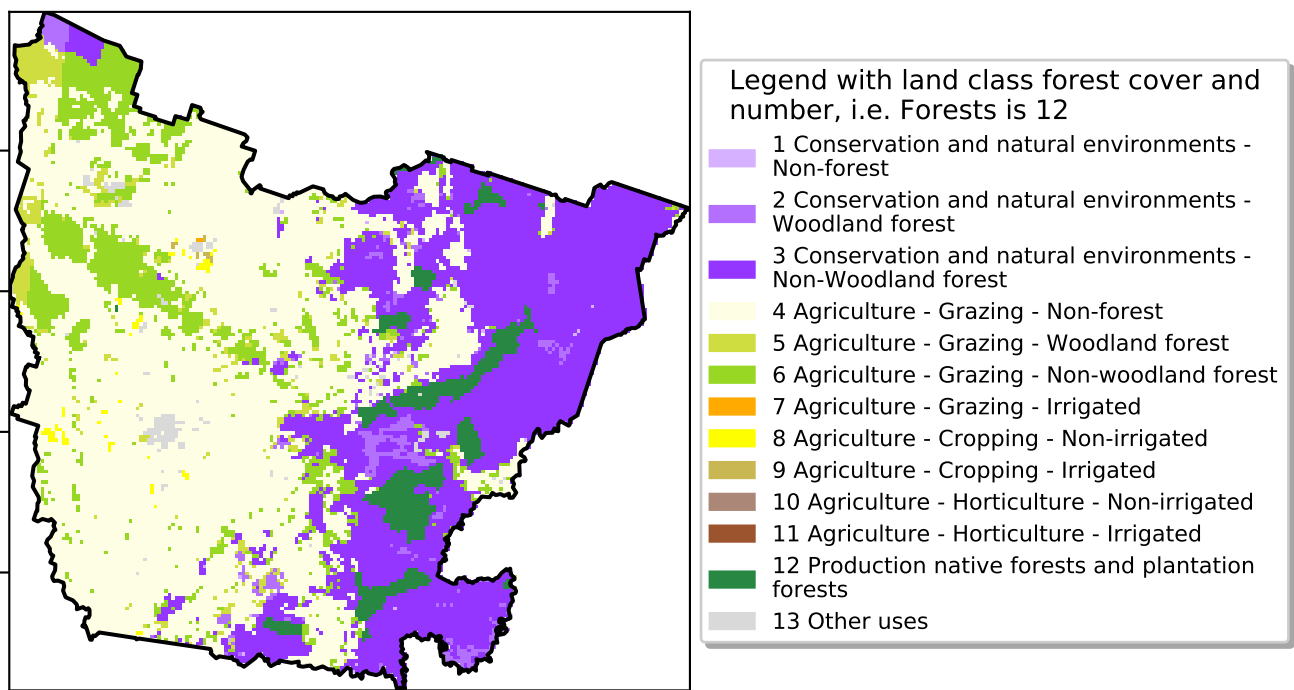 Legend with land class forest cover and
number, i.e. Forests is 12
1 Conservation and natural environments -
Non-forest
2 Conservation and natural environments -
Woodland forest
3 Conservation and natural environments -
Non-Woodland forest
4 Agriculture - Grazing - Non-forest
5 Agriculture - Grazing - Woodland forest
6 Agriculture - Grazing - Non-woodland forest
7 Agriculture - Grazing - Irrigated
8 Agriculture - Cropping - Non-irrigated
9 Agriculture - Cropping - Irrigated
10 Agriculture - Horticulture - Non-irrigated
11 Agriculture - Horticulture - Irrigated
12 Production native forests and plantation
forests
13 Other uses